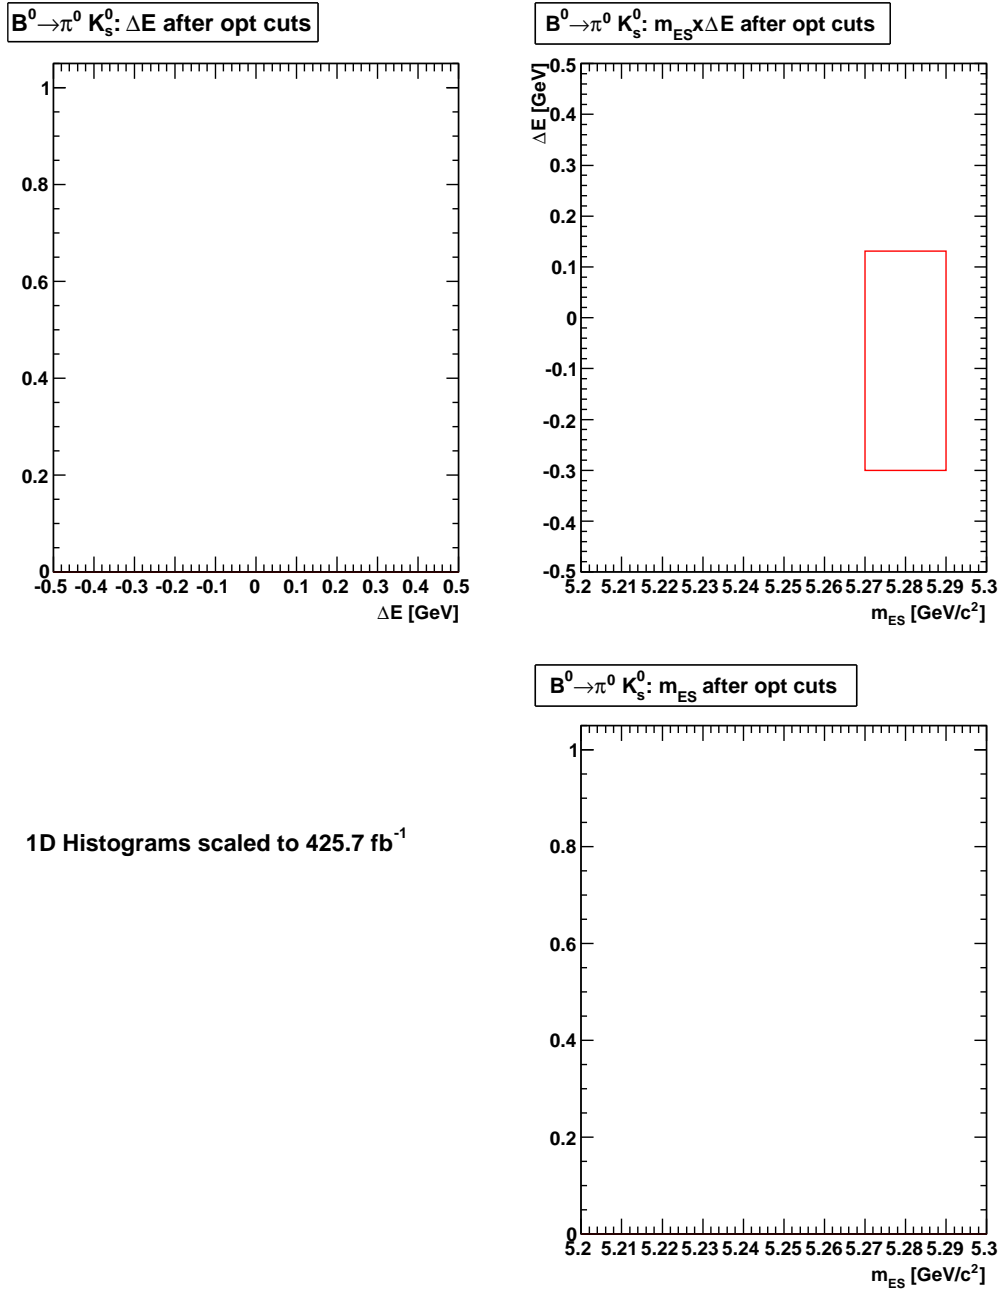 B⁰→π⁰ K⁰ₛ: ΔE after opt cuts
1
0.8
0.6
0.4
0.2
0
-0.5 -0.4 -0.3 -0.2 -0.1 0 0.1 0.2 0.3 0.4 0.5
ΔE [GeV]
B⁰→π⁰ K⁰ₛ: m_ES xΔE after opt cuts
ΔE [GeV]
0.5
0.4
0.3
0.2
0.1
0
-0.1
-0.2
-0.3
-0.4
-0.5
5.2 5.21 5.22 5.23 5.24 5.25 5.26 5.27 5.28 5.29 5.3
m_ES [GeV/c²]
1D Histograms scaled to 425.7 fb⁻¹
B⁰→π⁰ K⁰ₛ: m_ES after opt cuts
1
0.8
0.6
0.4
0.2
0
5.2 5.21 5.22 5.23 5.24 5.25 5.26 5.27 5.28 5.29 5.3
m_ES [GeV/c²]